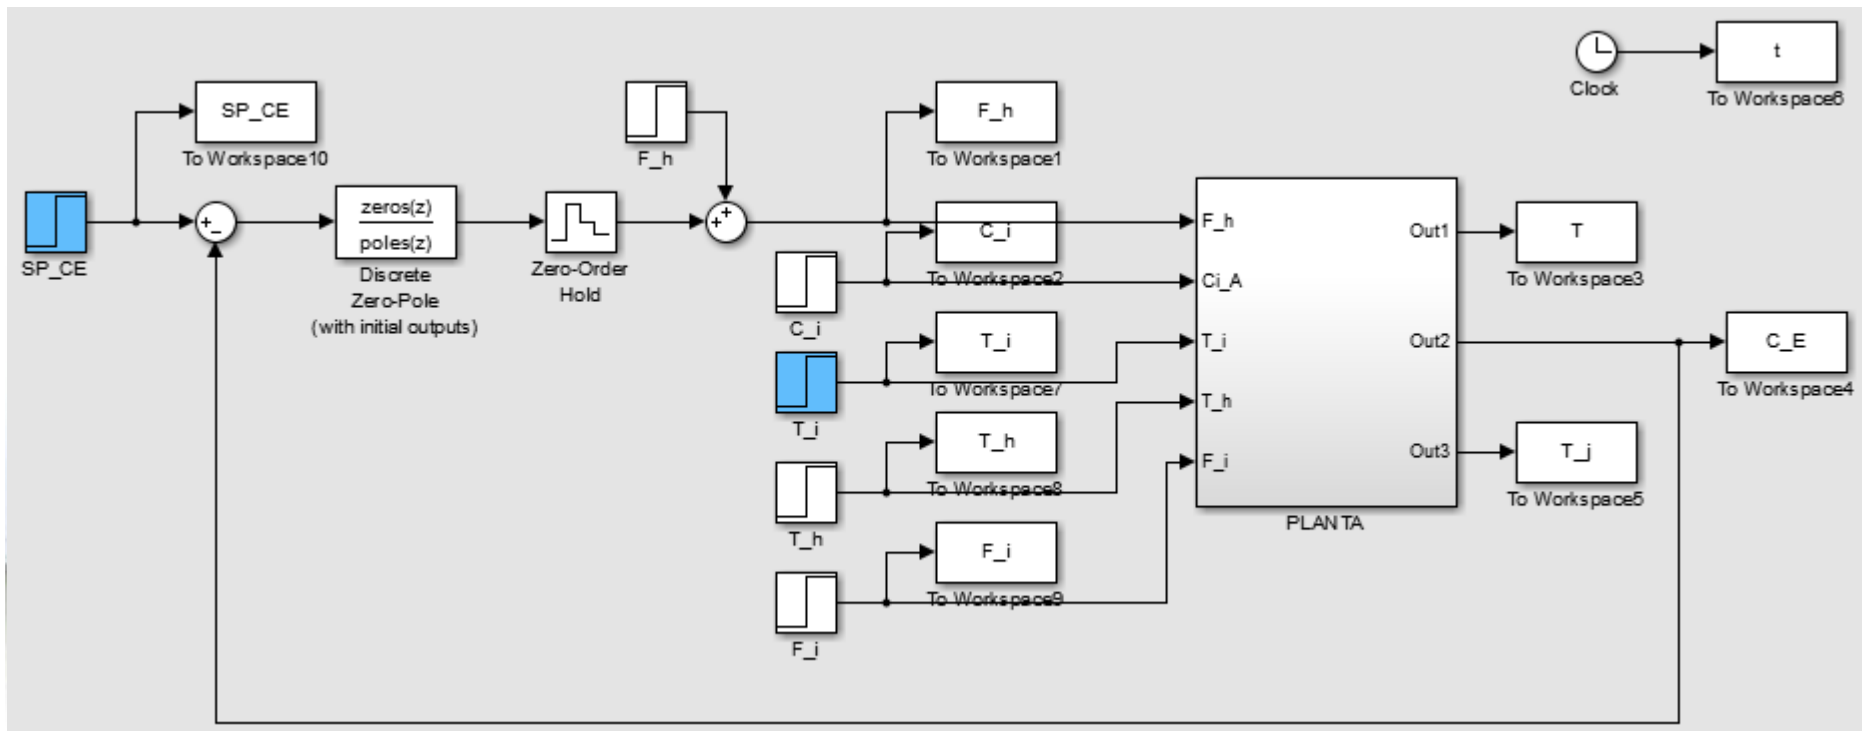 t
Clock
To Workspace6
SP_CE
To Workspace10
F_h
F_h
To Workspace1
SP_CE
+
-
zeros(z)
poles(z)
Discrete
Zero-Pole
(with initial outputs)
Zero-Order
Hold
+
+
C_i
To Workspace2
C_i
T_i
To Workspace7
T_i
T_h
To Workspace8
T_h
F_i
To Workspace9
F_i
F_h
Ci_A
T_i
T_h
F_i
Out1
Out2
Out3
PLANTA
T
To Workspace3
C_E
To Workspace4
T_j
To Workspace5